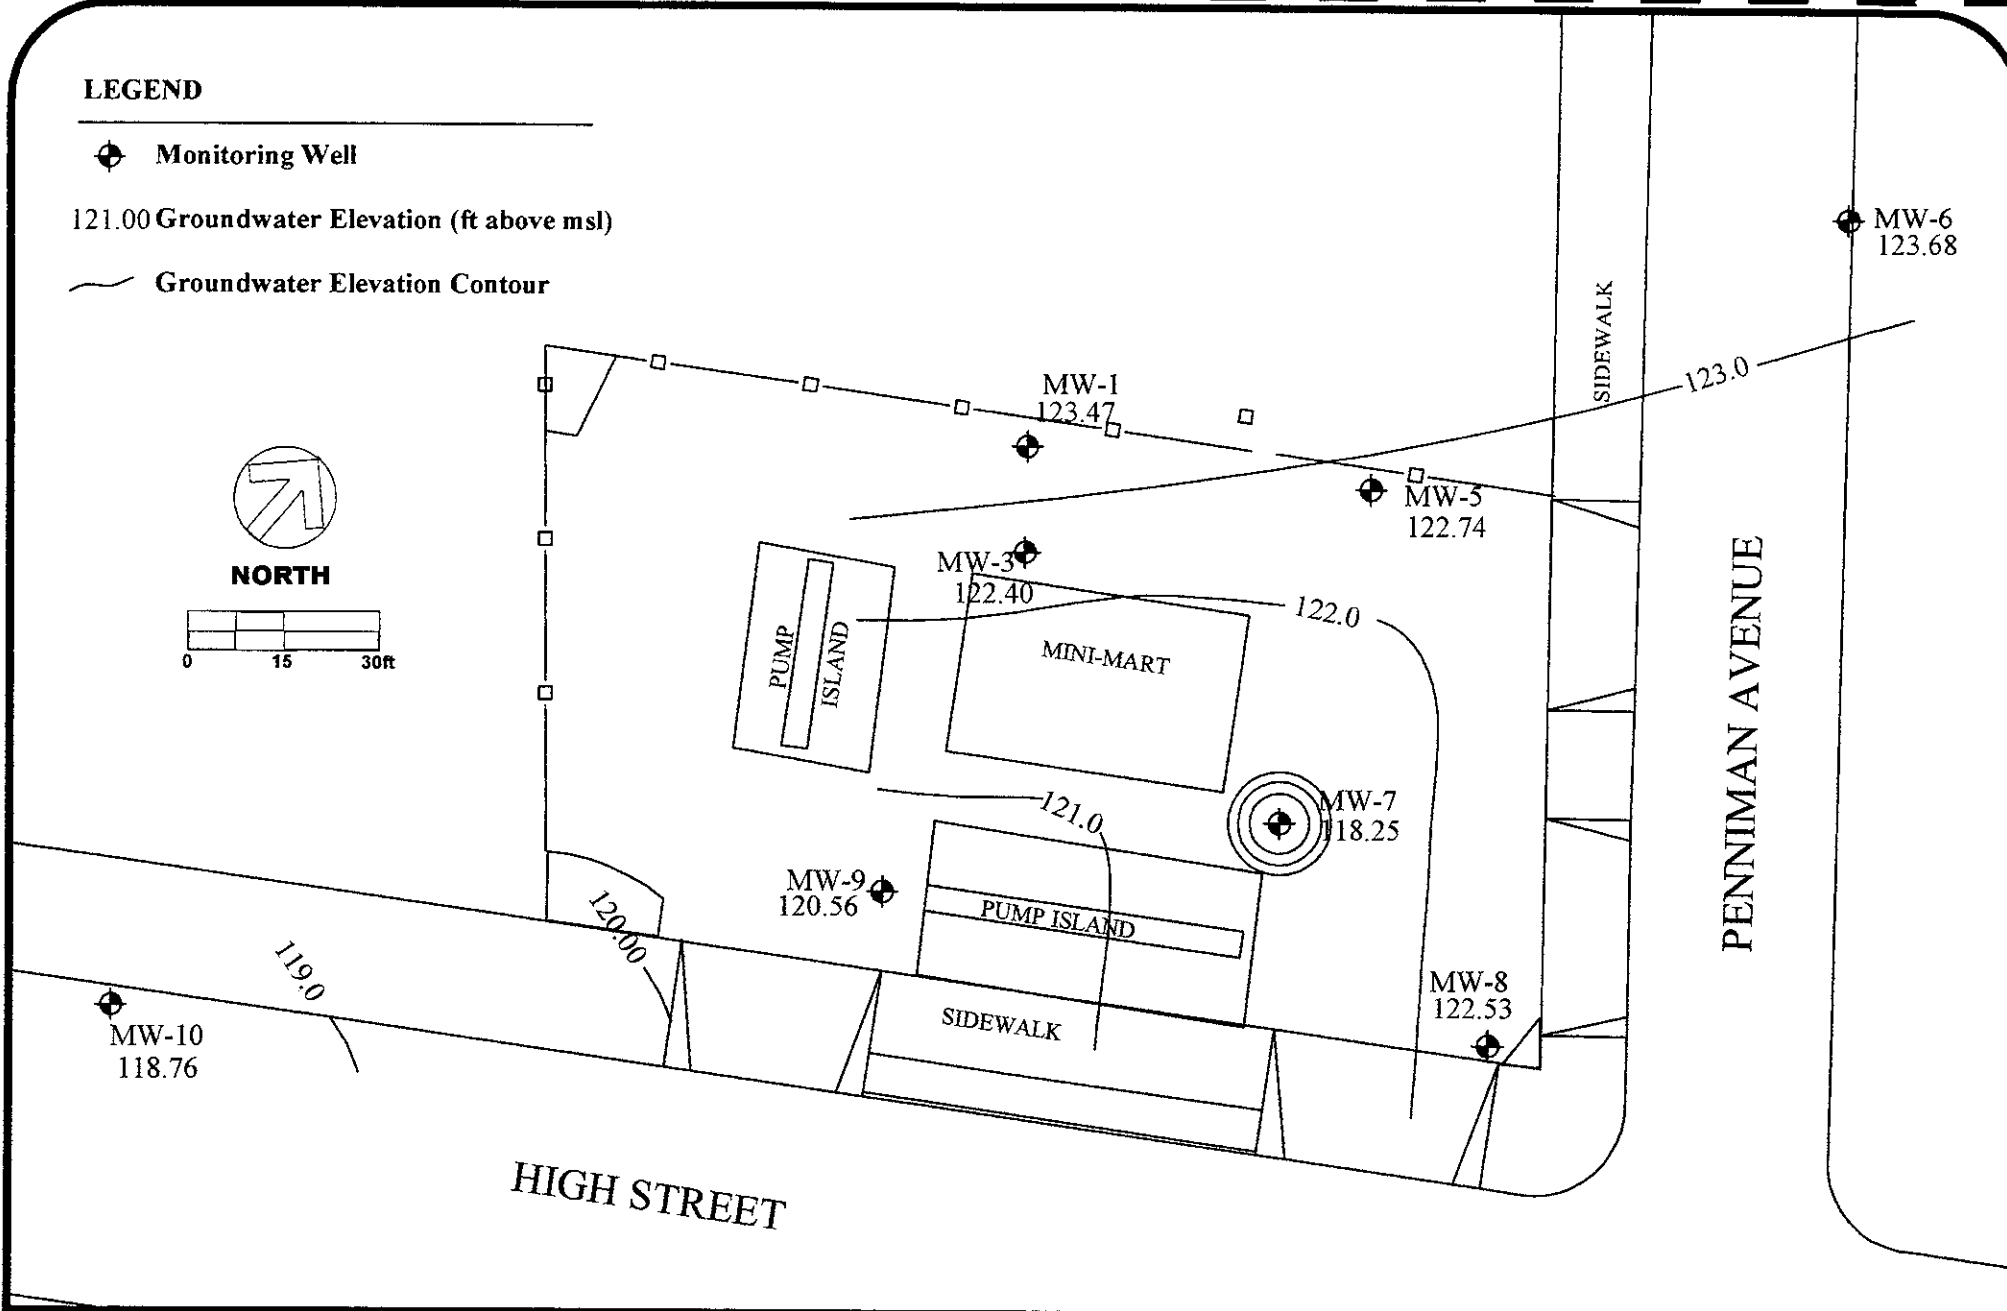 LEGEND
Monitoring Well
121.00 Groundwater Elevation (ft above msl)
Groundwater Elevation Contour
NORTH
0 15 30ft
MW-6
123.68
SIDEWALK
123.0
MW-1
123.47
MW-5
122.74
MW-3
122.40
122.0
PUMP
ISLAND
MINI-MART
PENNIMAN AVENUE
121.0
MW-7
118.25
MW-9
120.56
PUMP ISLAND
120.00
119.0
MW-10
118.76
SIDEWALK
MW-8
122.53
HIGH STREET